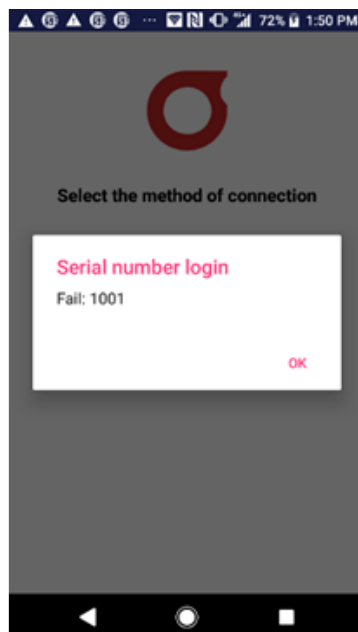 72% 1:50 PM
Select the method of connection
Serial number login
Fail: 1001
OK